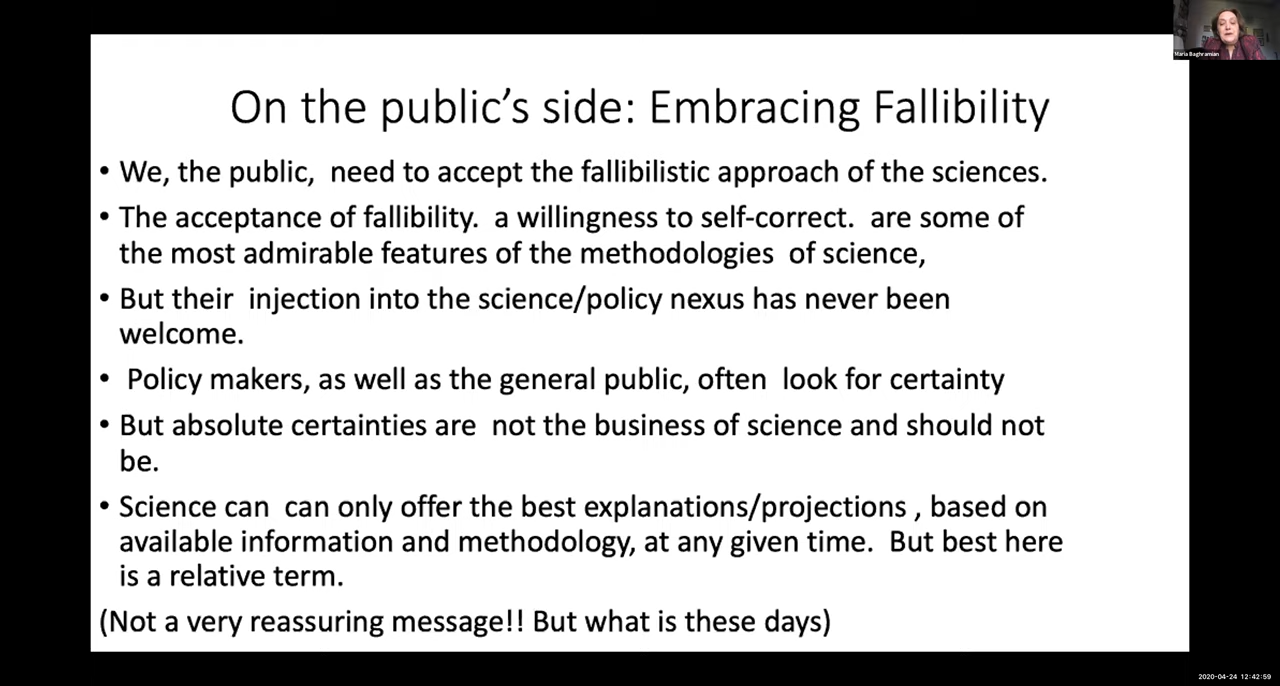 Maria Baghramian
On the public's side: Embracing Fallibility
• We, the public, need to accept the fallibilistic approach of the sciences.
• The acceptance of fallibility. a willingness to self-correct. are some of
the most admirable features of the methodologies of science,
• But their injection into the science/policy nexus has never been
welcome.
• Policy makers, as well as the general public, often look for certainty
• But absolute certainties are not the business of science and should not
be.
• Science can can only offer the best explanations/projections , based on
available information and methodology, at any given time. But best here
is a relative term.
(Not a very reassuring message!! But what is these days)
2020-04-24 12:42:59